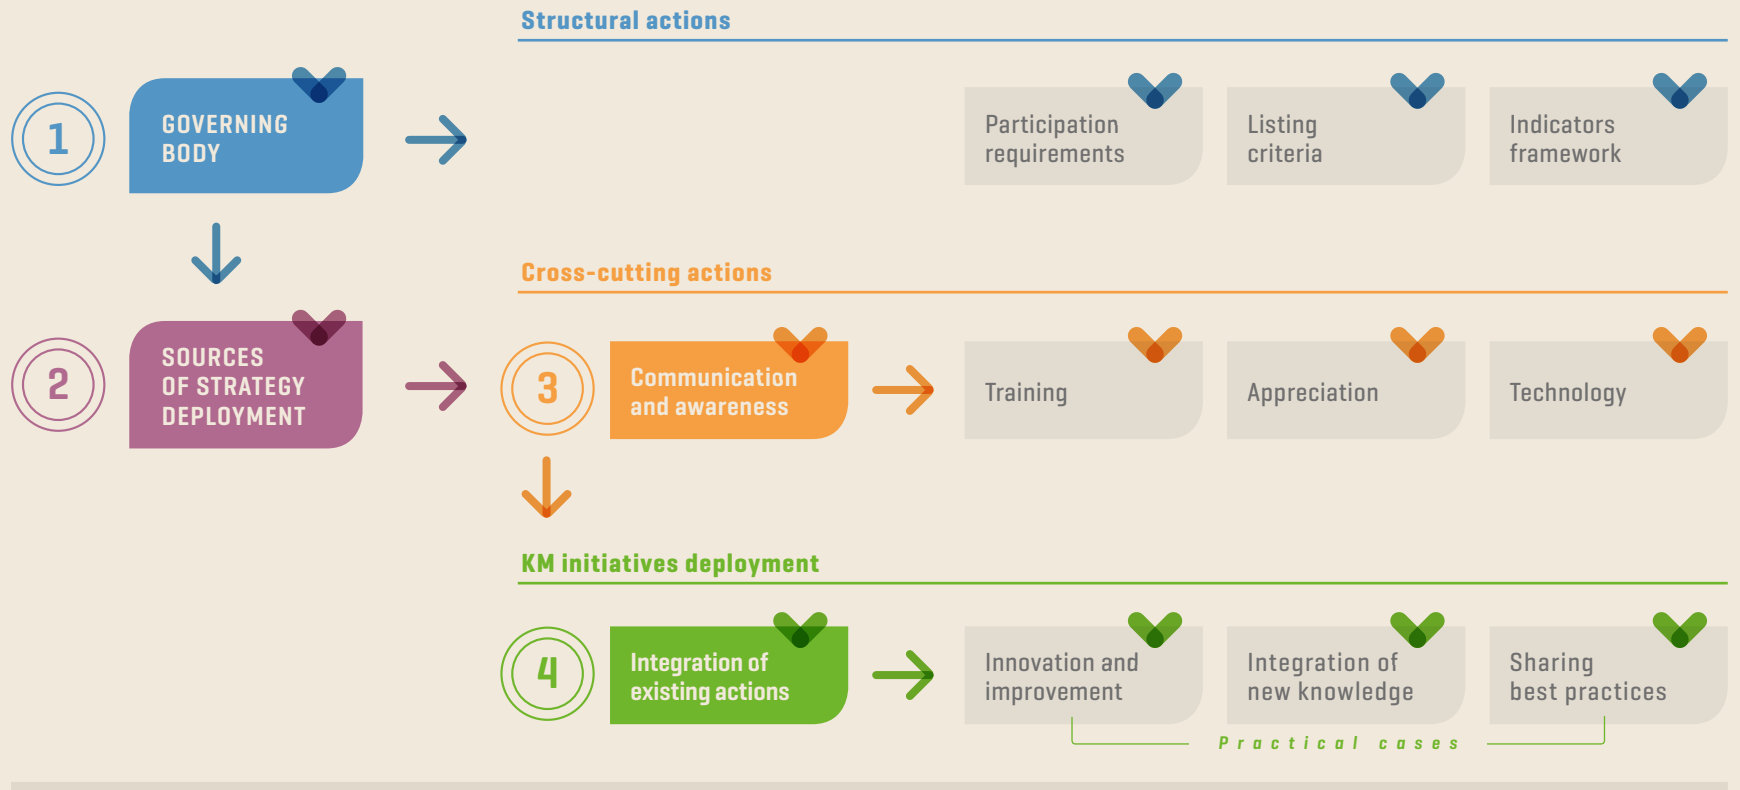 Structural actions
1
GOVERNING
BODY
Participation
requirements
Listing
criteria
Indicators
framework
Cross-cutting actions
2
SOURCES
OF STRATEGY
DEPLOYMENT
3
Communication
and awareness
Training
Appreciation
Technology
KM initiatives deployment
4
Integration of
existing actions
Innovation and
improvement
Integration of
new knowledge
Sharing
best practices
Practical cases